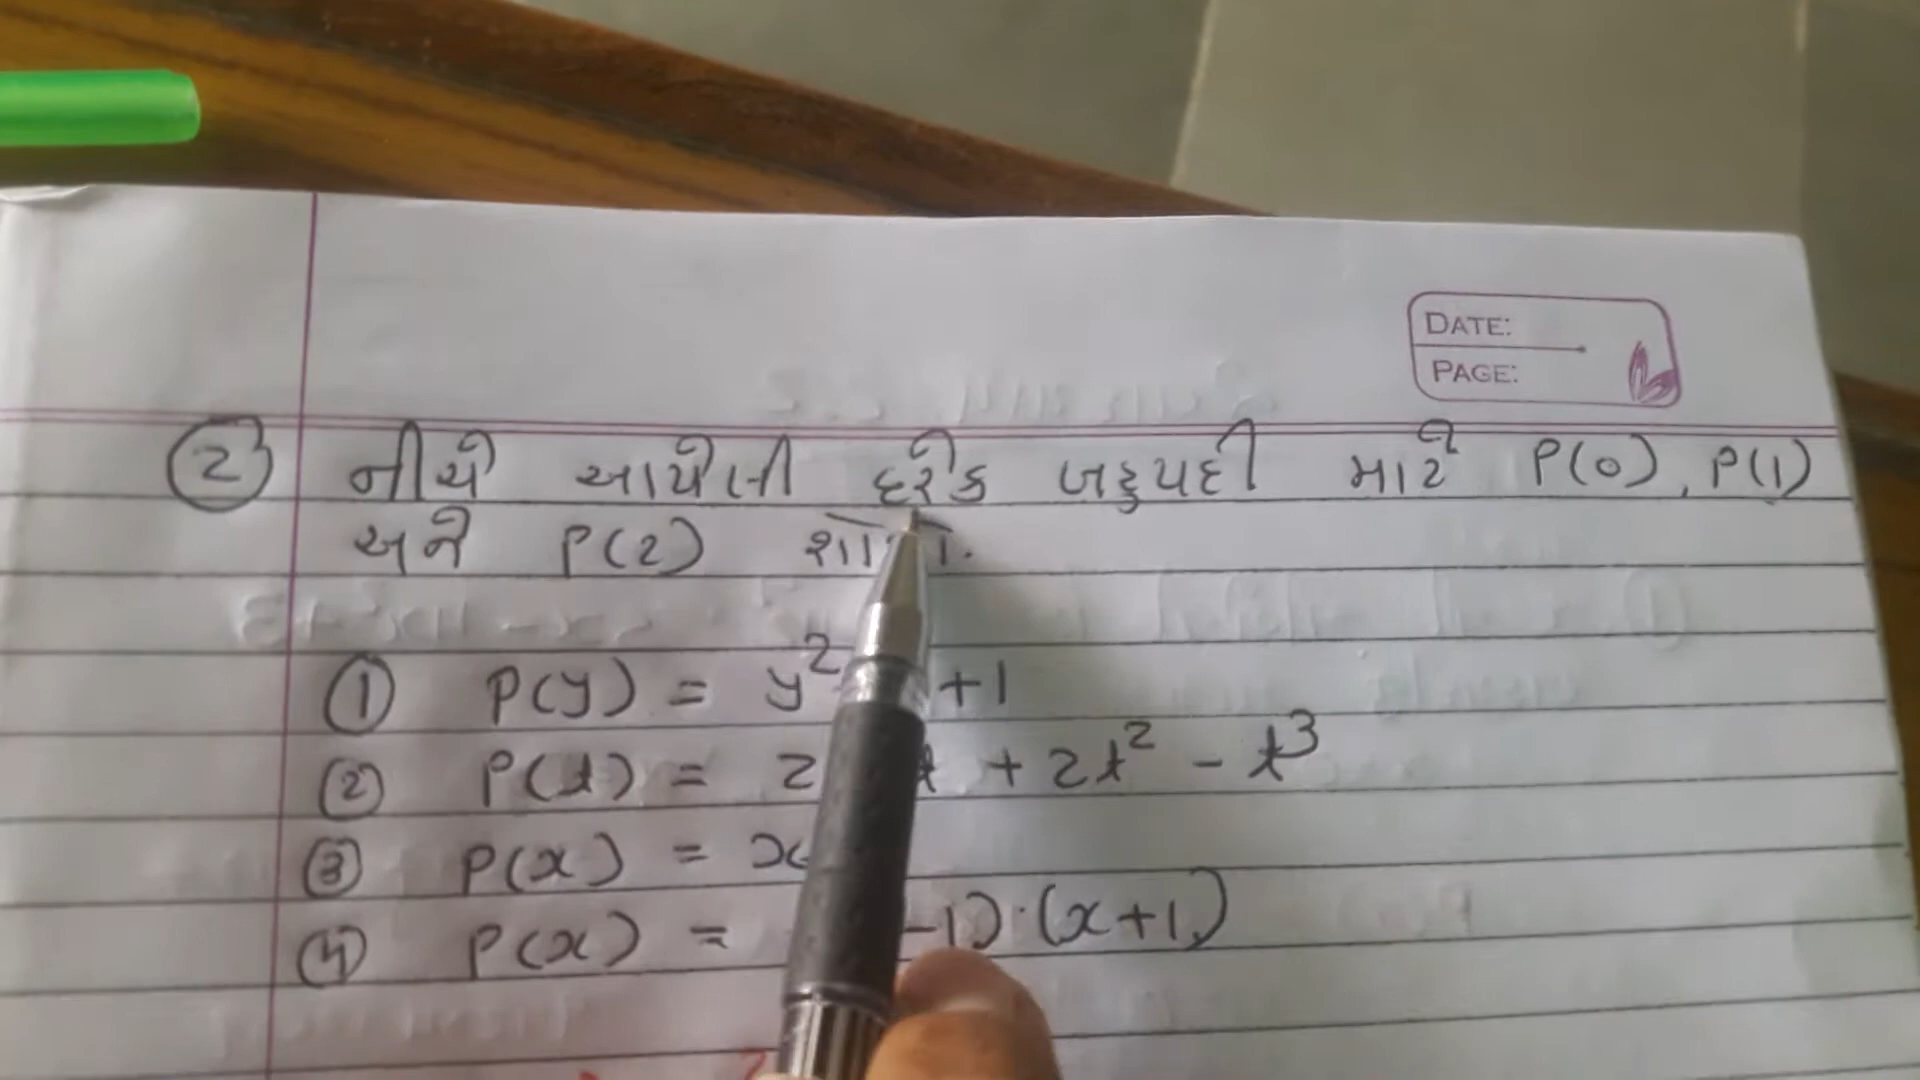 DATE:
PAGE:
2 નીચે આપેલી દરેક બહુપદી માટે P(0), P(1)
અને P(2)
1 P(y) = y² +1
2 P(t) = 2 t + 2t² - t³
3 P(x) = x
4 P(x) = -1)·(x+1)